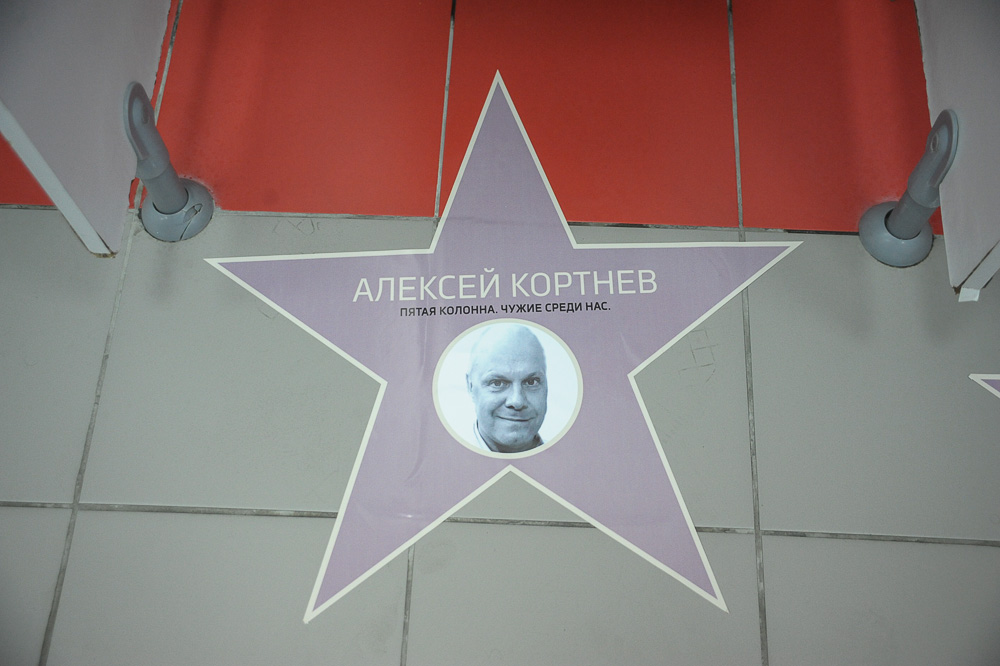 АЛЕКСЕЙ КОРТНЕВ
ПЯТАЯ КОЛОННА. ЧУЖИЕ СРЕДИ НАС.